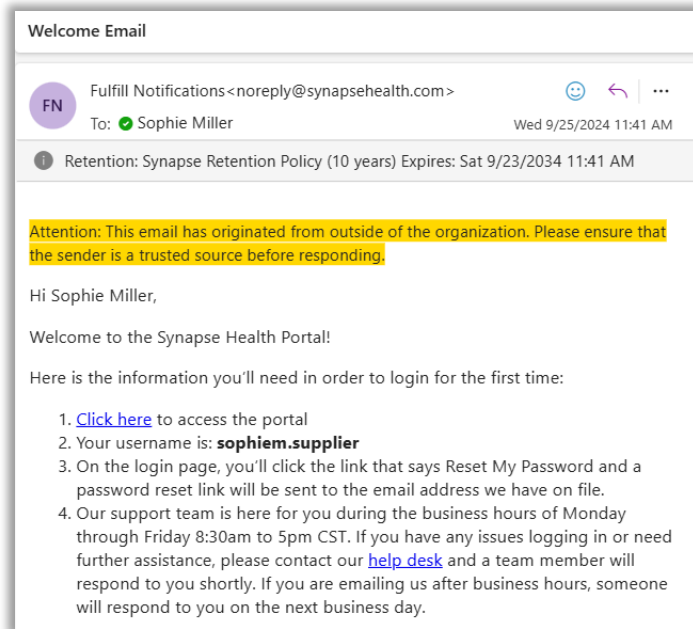 Welcome Email
FN
Fulfill Notifications<noreply@synapsehealth.com>
To: Sophie Miller
Wed 9/25/2024 11:41 AM
Retention: Synapse Retention Policy (10 years) Expires: Sat 9/23/2034 11:41 AM
Attention: This email has originated from outside of the organization. Please ensure that
the sender is a trusted source before responding.
Hi Sophie Miller,
Welcome to the Synapse Health Portal!
Here is the information you’ll need in order to login for the first time:
1. Click here to access the portal
2. Your username is: sophiem.supplier
3. On the login page, you’ll click the link that says Reset My Password and a
password reset link will be sent to the email address we have on file.
4. Our support team is here for you during the business hours of Monday
through Friday 8:30am to 5pm CST. If you have any issues logging in or need
further assistance, please contact our help desk and a team member will
respond to you shortly. If you are emailing us after business hours, someone
will respond to you on the next business day.